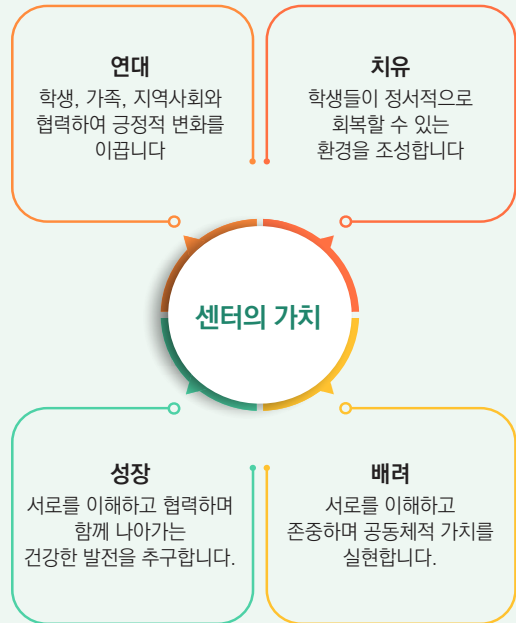 연대
학생, 가족, 지역사회와
협력하여 긍정적 변화를
이끕니다
치유
학생들이 정서적으로
회복할 수 있는
환경을 조성합니다
센터의 가치
성장
서로를 이해하고 협력하며
함께 나아가는
건강한 발전을 추구합니다.
배려
서로를 이해하고
존중하며 공동체적 가치를
실현합니다.